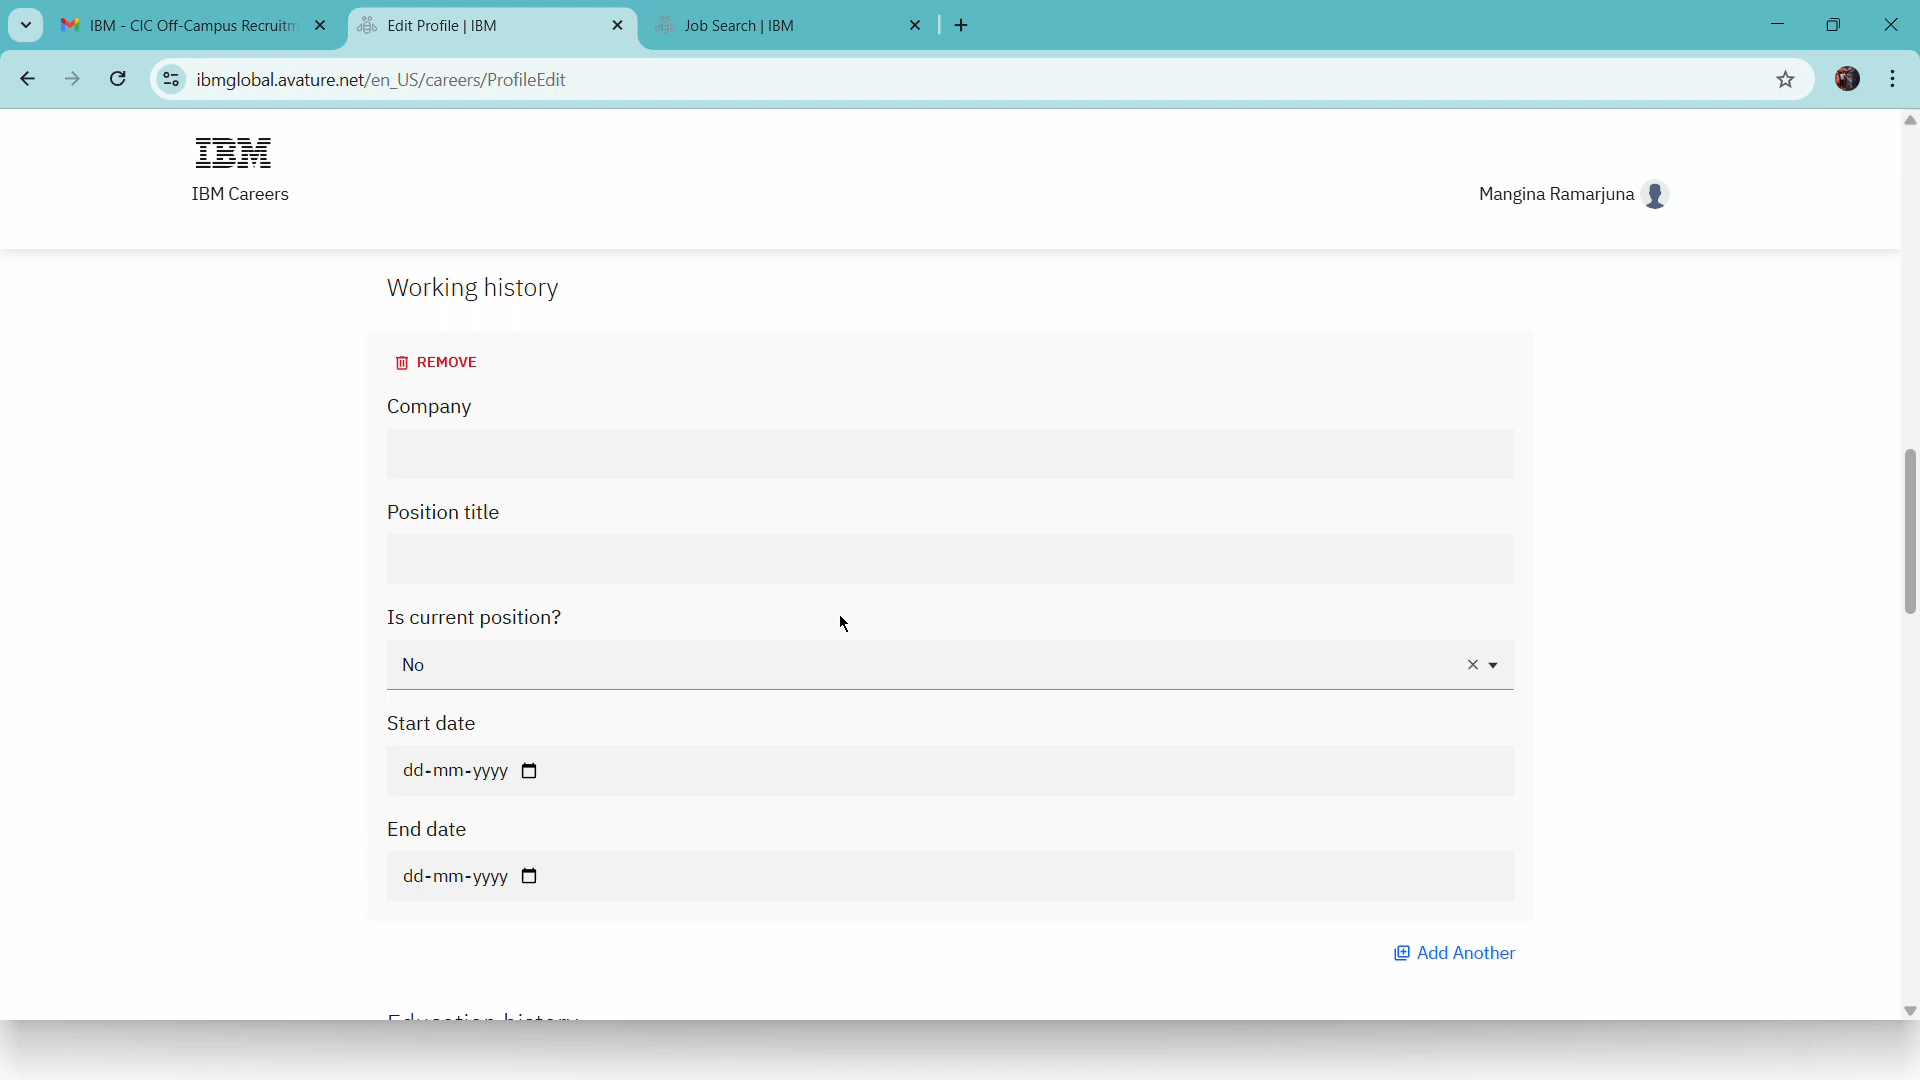 IBM - CIC Off-Campus Recruitm
Edit Profile | IBM
Job Search | IBM
ibmglobal.avature.net/en_US/careers/ProfileEdit
IBM
IBM Careers
Mangina Ramarjuna
Working history
REMOVE
Company
Position title
Is current position?
No
Start date
dd-mm-yyyy
End date
dd-mm-yyyy
Add Another
Education history